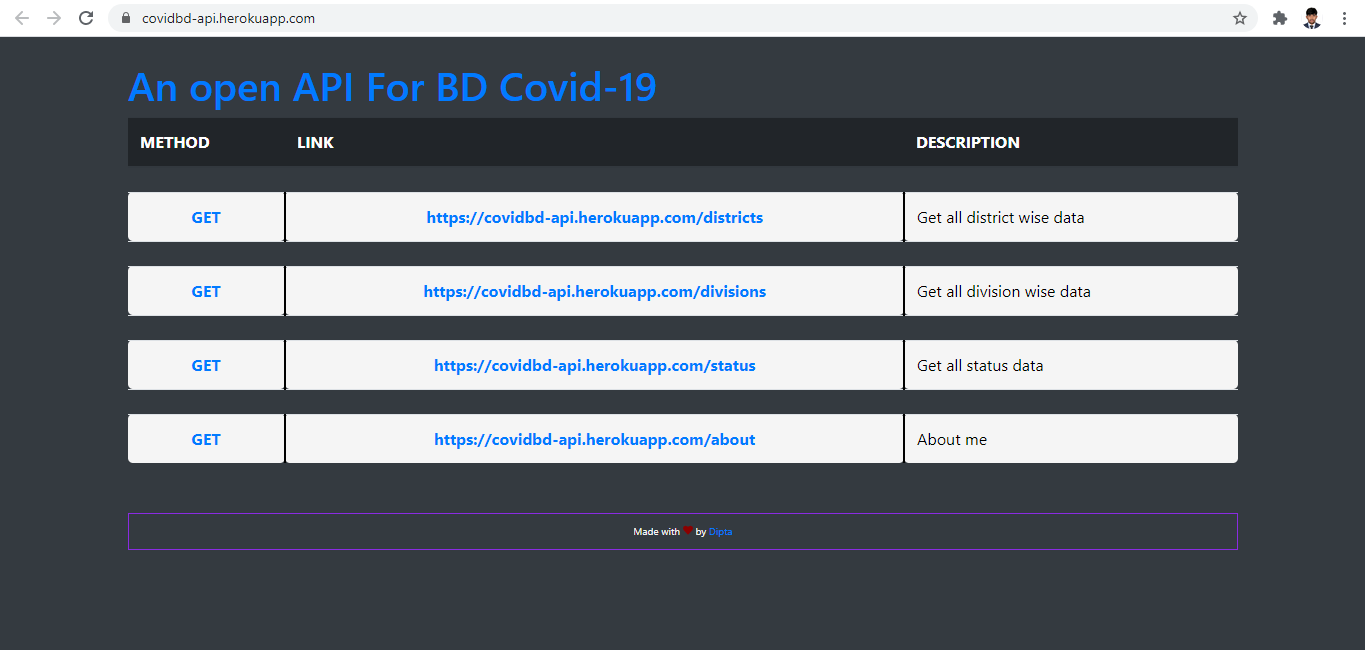 covidbd-api.herokuapp.com
An open API For BD Covid-19
METHOD LINK DESCRIPTION
GET https://covidbd-api.herokuapp.com/districts Get all district wise data
GET https://covidbd-api.herokuapp.com/divisions Get all division wise data
GET https://covidbd-api.herokuapp.com/status Get all status data
GET https://covidbd-api.herokuapp.com/about About me
Made with ♥ by Dipta